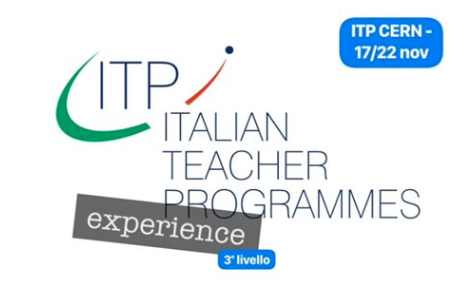 ITP CERN -
17/22 nov
ITP
ITALIAN
TEACHER
PROGRAMMES
experience
3° livello